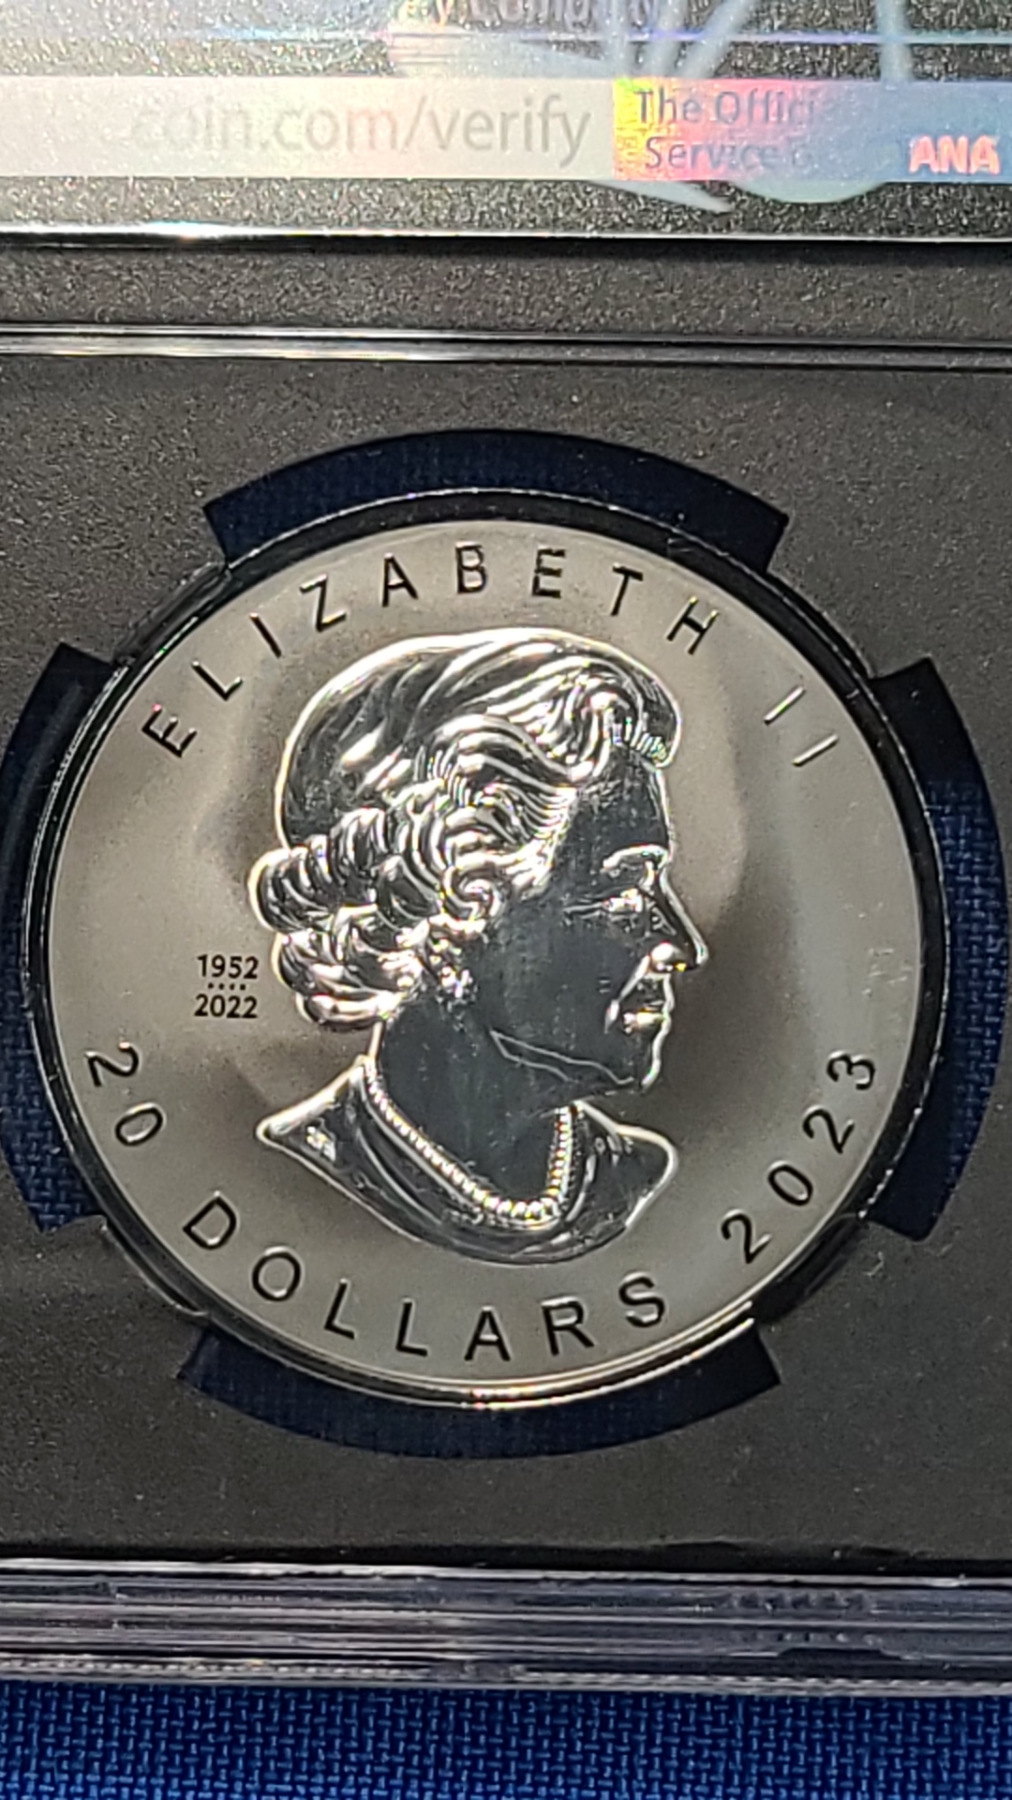 coin.com/verify
The Offici
Service
ANA
ELIZABETH II
1952
2022
20 DOLLARS 2023